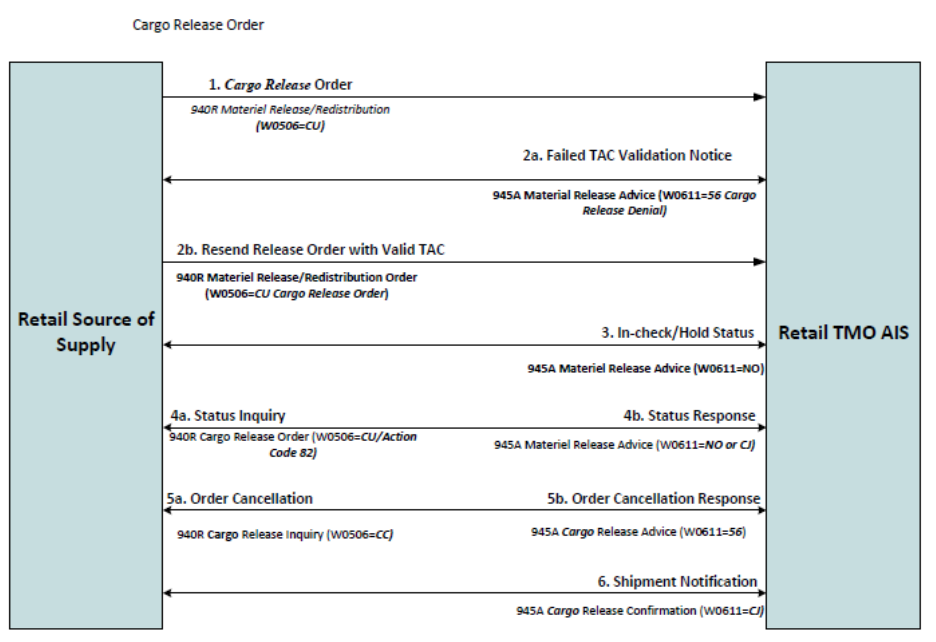 Cargo Release Order
1. Cargo Release Order
940R Materiel Release/Redistribution
(W0506=CU)
2a. Failed TAC Validation Notice
945A Material Release Advice (W0611=56 Cargo
Release Denial)
2b. Resend Release Order with Valid TAC
940R Materiel Release/Redistribution Order
(W0506=CU Cargo Release Order)
Retail Source of
Supply
Retail TMO AIS
3. In-check/Hold Status
945A Materiel Release Advice (W0611=NO)
4a. Status Inquiry
940R Cargo Release Order (W0506=CU/Action
Code 82)
4b. Status Response
945A Materiel Release Advice (W0611=NO or CJ)
5a. Order Cancellation
940R Cargo Release Inquiry (W0506=CC)
5b. Order Cancellation Response
945A Cargo Release Advice (W0611=56)
6. Shipment Notification
945A Cargo Release Confirmation (W0611=CJ)